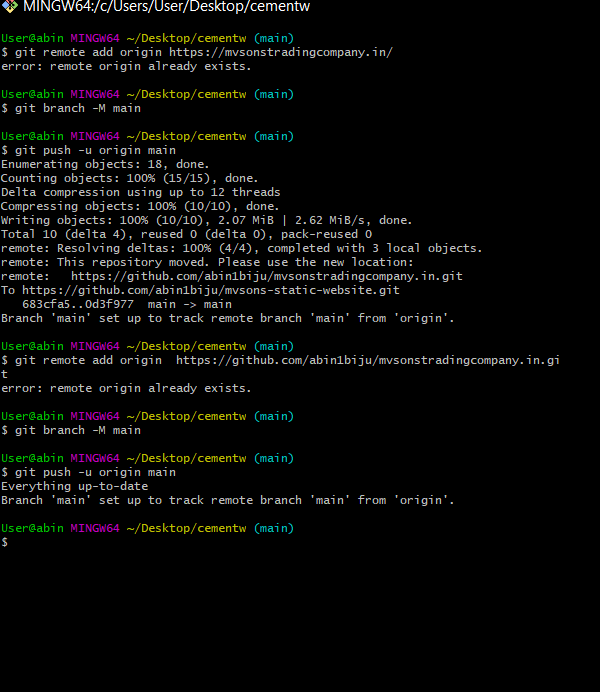 MINGW64:/c/Users/User/Desktop/cementw
User@abin MINGW64 ~/Desktop/cementw (main)
$ git remote add origin https://mvsonstradingcompany.in/
error: remote origin already exists.
User@abin MINGW64 ~/Desktop/cementw (main)
$ git branch -M main
User@abin MINGW64 ~/Desktop/cementw (main)
$ git push -u origin main
Enumerating objects: 18, done.
Counting objects: 100% (15/15), done.
Delta compression using up to 12 threads
Compressing objects: 100% (10/10), done.
Writing objects: 100% (10/10), 2.07 MiB | 2.62 MiB/s, done.
Total 10 (delta 4), reused 0 (delta 0), pack-reused 0
remote: Resolving deltas: 100% (4/4), completed with 3 local objects.
remote: This repository moved. Please use the new location:
remote:   https://github.com/abin1biju/mvsonstradingcompany.in.git
To https://github.com/abin1biju/mvsons-static-website.git
   683cfa5..0d3f977  main -> main
Branch 'main' set up to track remote branch 'main' from 'origin'.
User@abin MINGW64 ~/Desktop/cementw (main)
$ git remote add origin  https://github.com/abin1biju/mvsonstradingcompany.in.gi
t
error: remote origin already exists.
User@abin MINGW64 ~/Desktop/cementw (main)
$ git branch -M main
User@abin MINGW64 ~/Desktop/cementw (main)
$ git push -u origin main
Everything up-to-date
Branch 'main' set up to track remote branch 'main' from 'origin'.
User@abin MINGW64 ~/Desktop/cementw (main)
$